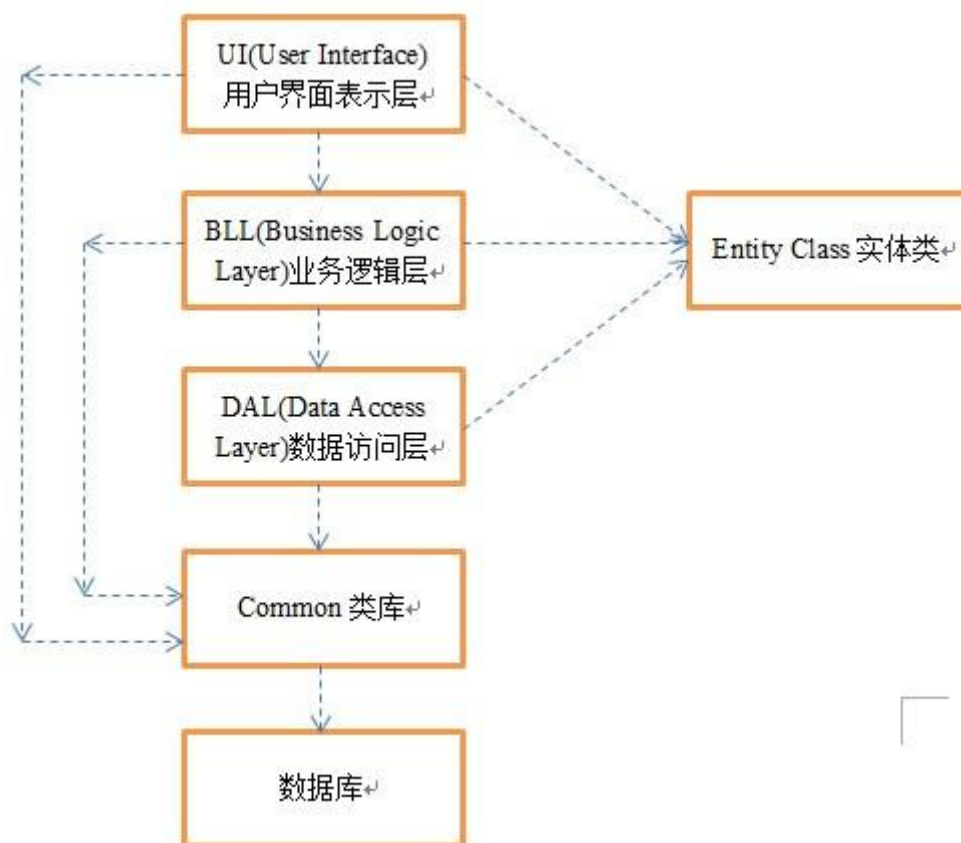 UI(User Interface)
用户界面表示层↵
BLL(Business Logic
Layer)业务逻辑层↵
Entity Class 实体类↵
DAL(Data Access
Layer)数据访问层↵
Common 类库↵
数据库↵